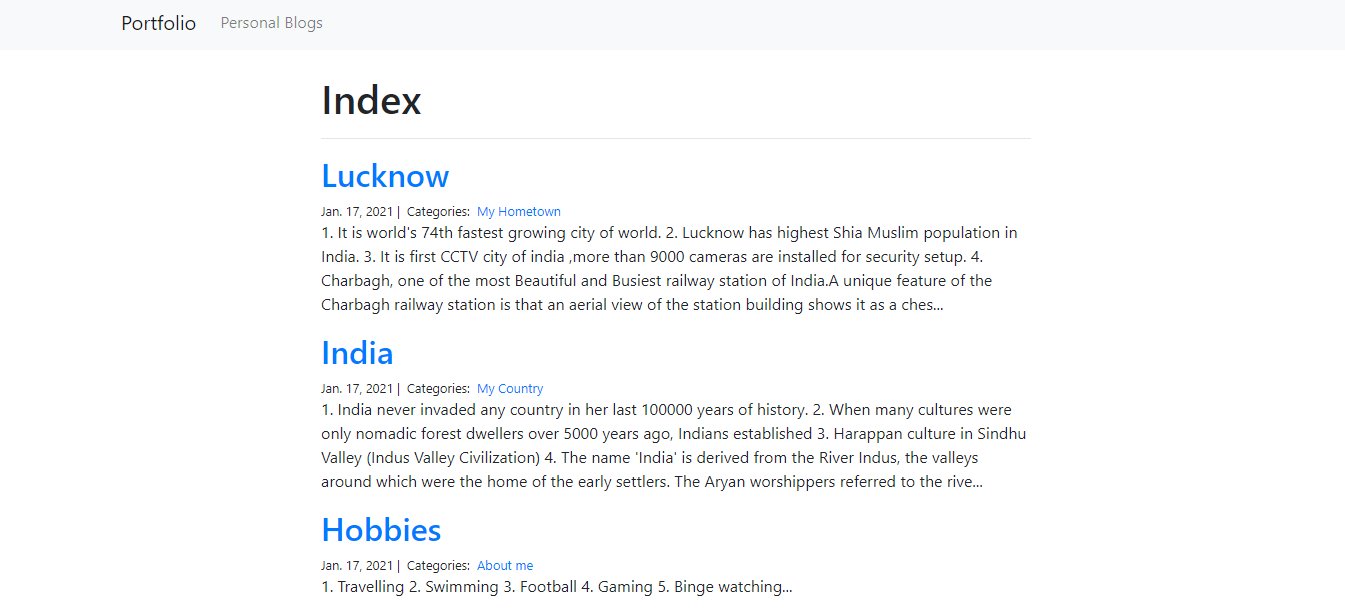 Portfolio Personal Blogs
Index
Lucknow
Jan. 17, 2021 | Categories: My Hometown
1. It is world's 74th fastest growing city of world. 2. Lucknow has highest Shia Muslim population in
India. 3. It is first CCTV city of india ,more than 9000 cameras are installed for security setup. 4.
Charbagh, one of the most Beautiful and Busiest railway station of India.A unique feature of the
Charbagh railway station is that an aerial view of the station building shows it as a ches...
India
Jan. 17, 2021 | Categories: My Country
1. India never invaded any country in her last 100000 years of history. 2. When many cultures were
only nomadic forest dwellers over 5000 years ago, Indians established 3. Harappan culture in Sindhu
Valley (Indus Valley Civilization) 4. The name 'India' is derived from the River Indus, the valleys
around which were the home of the early settlers. The Aryan worshippers referred to the rive...
Hobbies
Jan. 17, 2021 | Categories: About me
1. Travelling 2. Swimming 3. Football 4. Gaming 5. Binge watching...